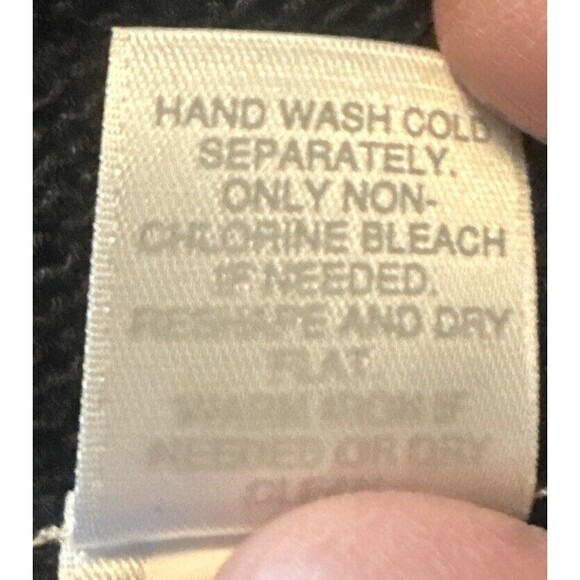 HAND WASH COLD
SEPARATELY.
ONLY NON-
CHLORINE BLEACH
IF NEEDED.
RESHAPE AND DRY
FLAT
WARM IRON IF
NEEDED OR DRY
CLEAN